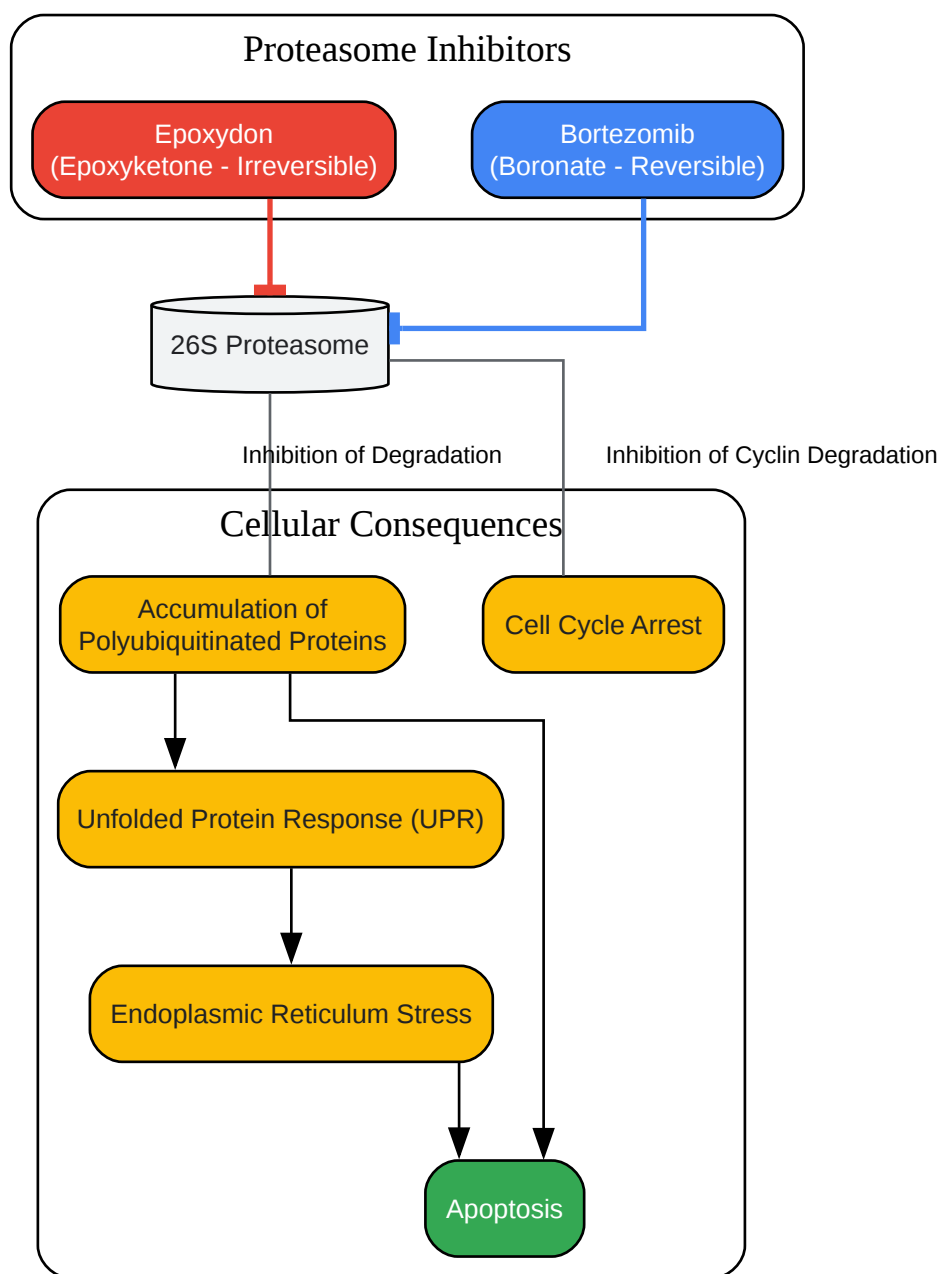 Proteasome Inhibitors
Epoxydon
(Epoxyketone - Irreversible)
Bortezomib
(Boronate - Reversible)
26S Proteasome
Inhibition of Degradation
Inhibition of Cyclin Degradation
Cellular Consequences
Accumulation of
Polyubiquitinated Proteins
Cell Cycle Arrest
Unfolded Protein Response (UPR)
Endoplasmic Reticulum Stress
Apoptosis